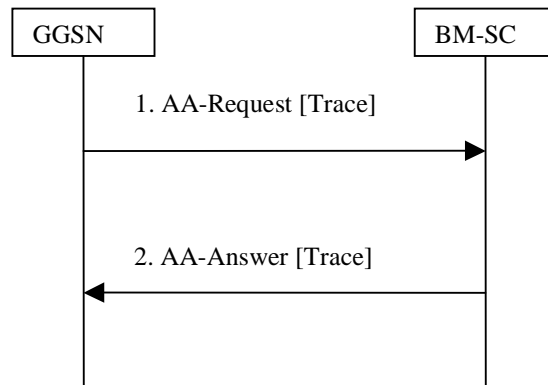 GGSN
BM-SC
1. AA-Request [Trace]
2. AA-Answer [Trace]